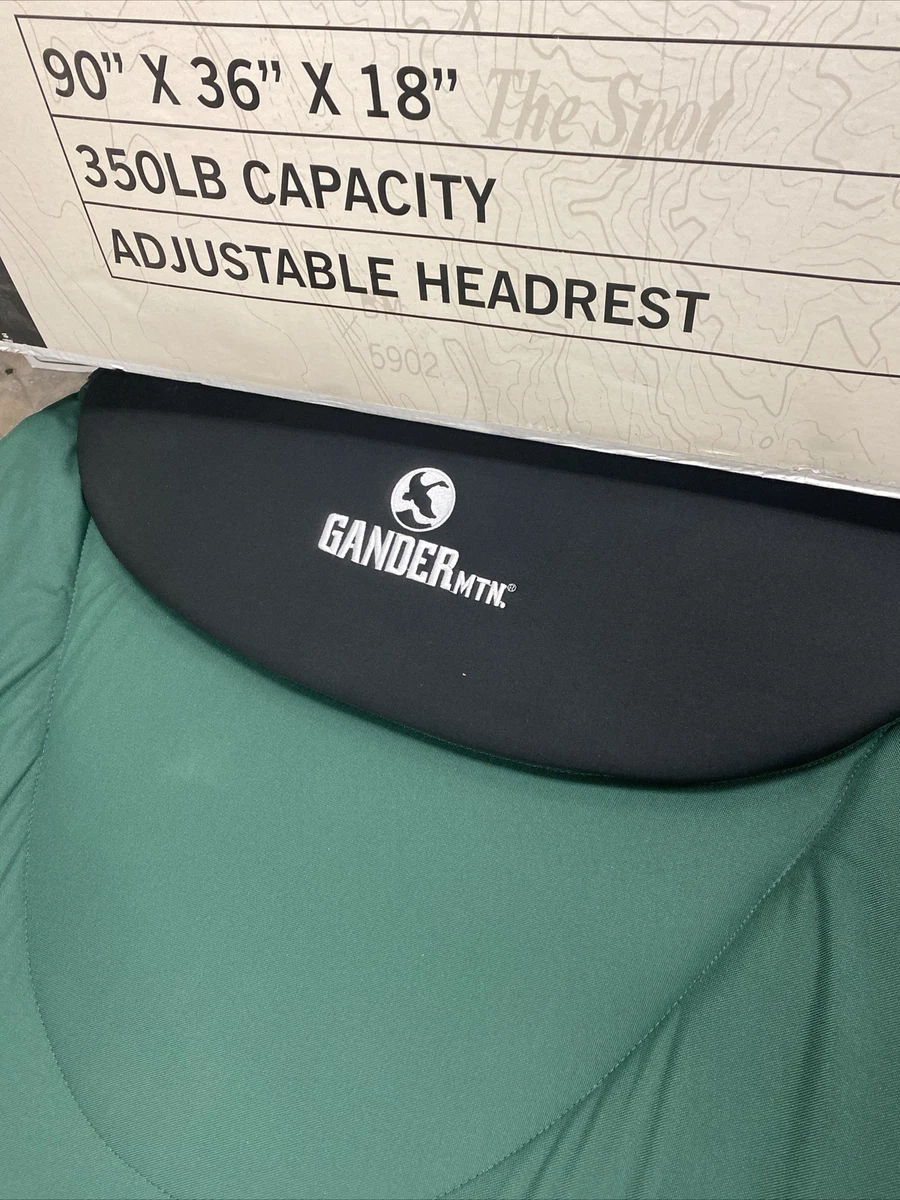 90” X 36” X 18”
The Spot
350LB CAPACITY
ADJUSTABLE HEADREST
5902
GANDER MTN.®